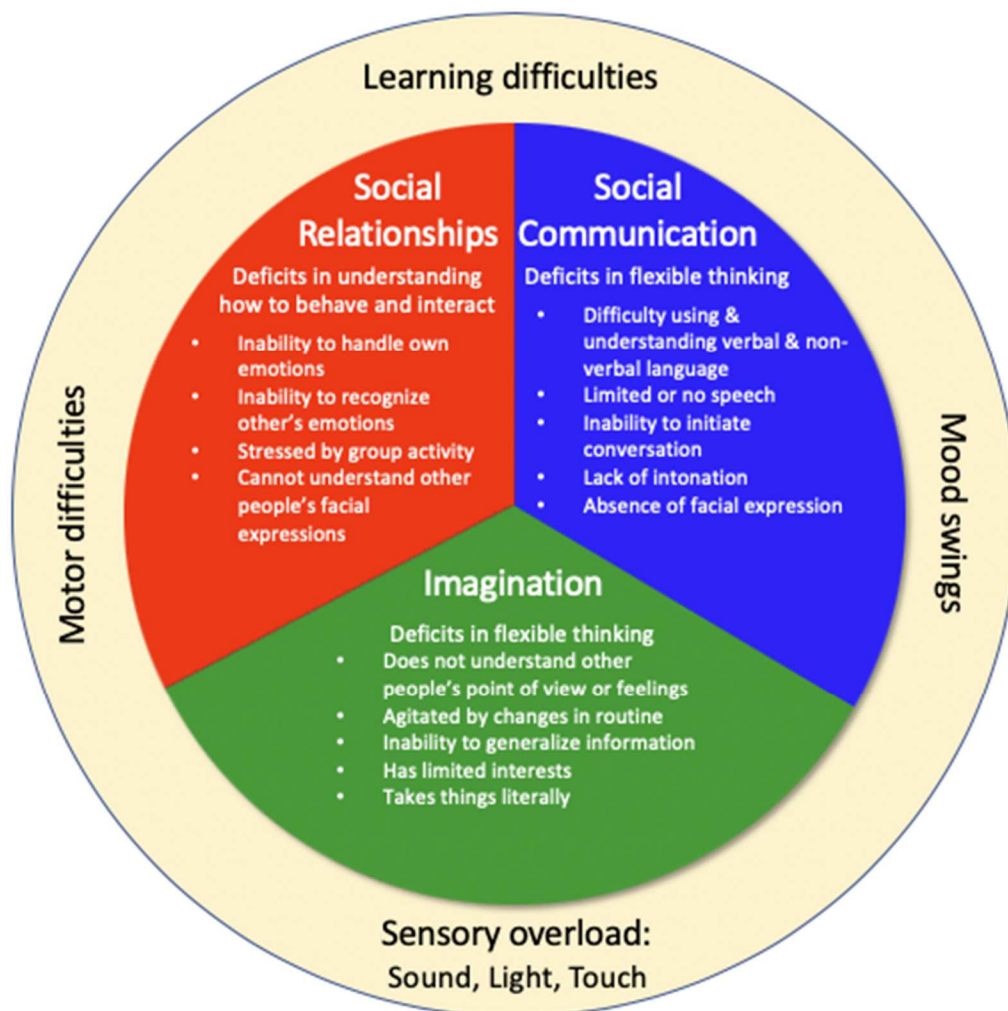 Learning difficulties
Social
Relationships
Deficits in understanding
how to behave and interact
• Inability to handle own
emotions
• Inability to recognize
other's emotions
• Stressed by group activity
• Cannot understand other
people's facial
expressions
Social
Communication
Deficits in flexible thinking
• Difficulty using &
understanding verbal & non-
verbal language
• Limited or no speech
• Inability to initiate
conversation
• Lack of intonation
• Absence of facial expression
Motor difficulties
Mood swings
Imagination
Deficits in flexible thinking
• Does not understand other
people's point of view or feelings
• Agitated by changes in routine
• Inability to generalize information
• Has limited interests
• Takes things literally
Sensory overload:
Sound, Light, Touch